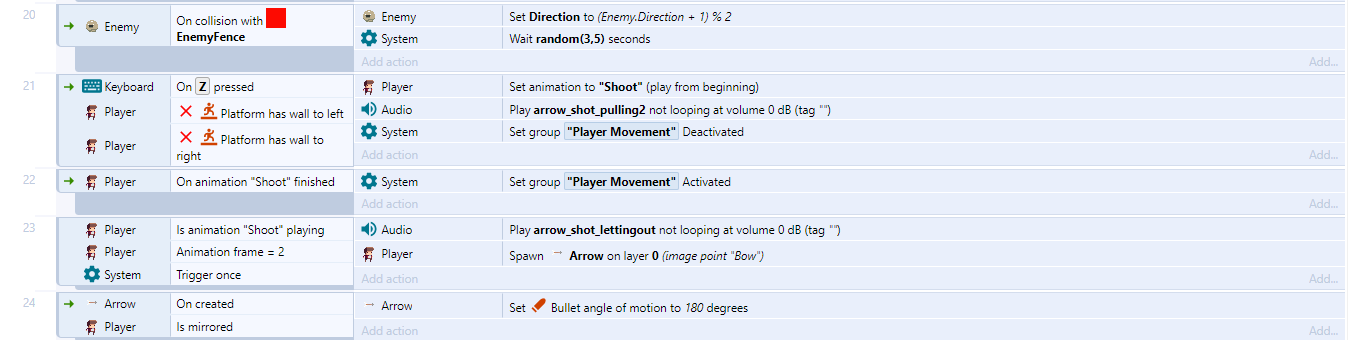 20
Enemy
On collision with
EnemyFence
Enemy
Set Direction to (Enemy.Direction + 1) % 2
System
Wait random(3,5) seconds
Add action
Add...
21
Keyboard
On Z pressed
Player
Set animation to "Shoot" (play from beginning)
Player
Platform has wall to left
Audio
Play arrow_shot_pulling2 not looping at volume 0 dB (tag "")
Player
Platform has wall to
right
System
Set group "Player Movement" Deactivated
Add action
Add...
22
Player
On animation "Shoot" finished
System
Set group "Player Movement" Activated
Add action
Add...
23
Player
Is animation "Shoot" playing
Audio
Play arrow_shot_lettingout not looping at volume 0 dB (tag "")
Player
Animation frame = 2
Player
Spawn Arrow on layer 0 (image point "Bow")
System
Trigger once
Add action
Add...
24
Arrow
On created
Arrow
Set Bullet angle of motion to 180 degrees
Player
Is mirrored
Add action
Add...